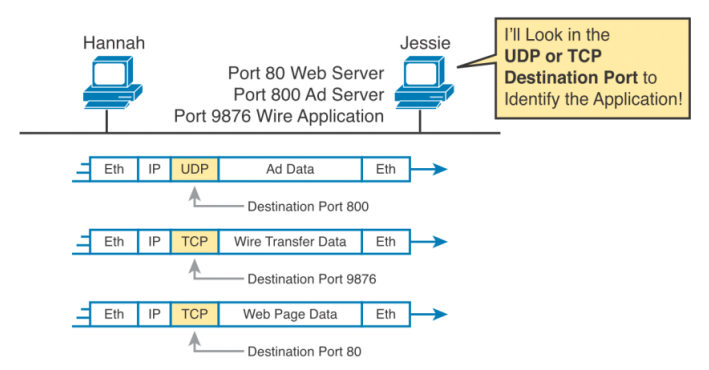 Hannah
Jessie
I'll Look in the
UDP or TCP
Destination Port to
Identify the Application!
Port 80 Web Server
Port 800 Ad Server
Port 9876 Wire Application
Eth IP UDP Ad Data Eth
Destination Port 800
Eth IP TCP Wire Transfer Data Eth
Destination Port 9876
Eth IP TCP Web Page Data Eth
Destination Port 80